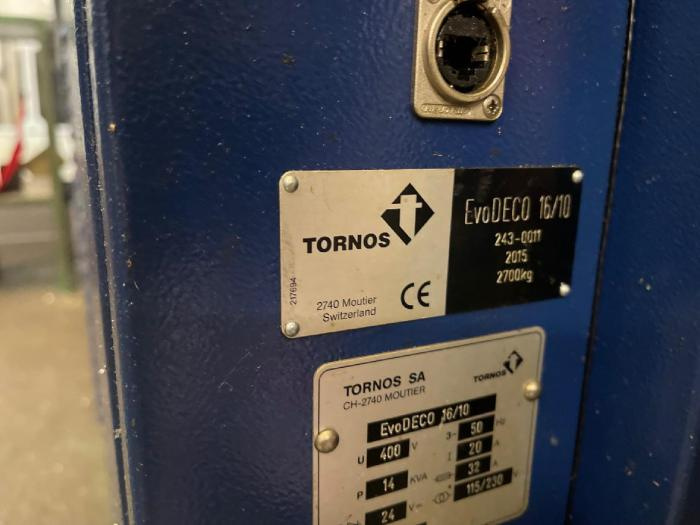 TORNOS
EvoDECO 16/10
243-0011
2015
2700kg
217694
2740 Moutier
Switzerland
CE
TORNOS SA
CH-2740 MOUTIER
TORNOS
EvoDECO 16/10
U 400 V
3~ 50 Hz
I 20 A
P 14 KVA
32 A
115/230 V
24 V